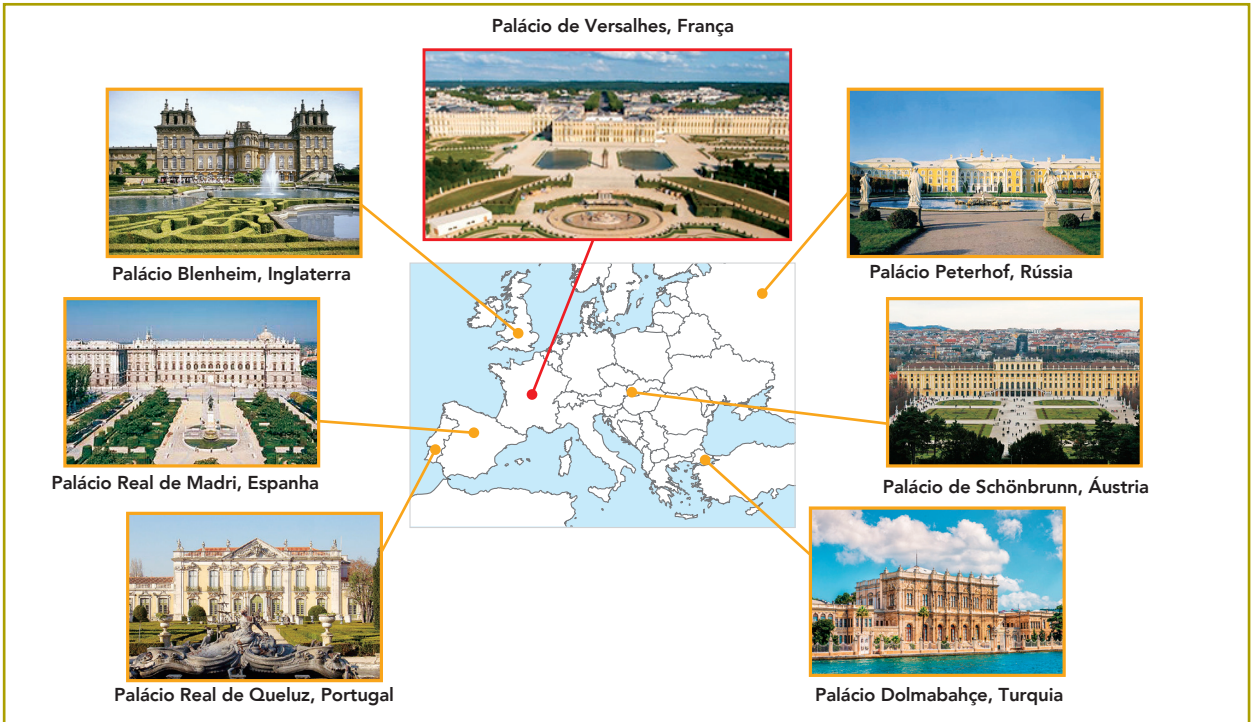 Palácio de Versalhes, França
Palácio Blenheim, Inglaterra
Palácio Peterhof, Rússia
Palácio Real de Madri, Espanha
Palácio de Schönbrunn, Áustria
Palácio Real de Queluz, Portugal
Palácio Dolmabahçe, Turquia